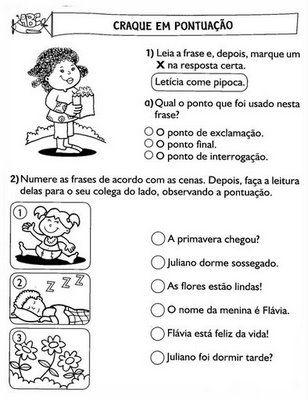 CRAQUE EM PONTUAÇÃO
1) Leia a frase e, depois, marque um
X na resposta certa.
Letícia come pipoca.
a) Qual o ponto que foi usado nesta
frase?
O ponto de exclamação.
O ponto final.
O ponto de interrogação.
2) Numere as frases de acordo com as cenas. Depois, faça a leitura
delas para o seu colega do lado, observando a pontuação.
1
A primavera chegou?
Juliano dorme sossegado.
2
Z Z Z
As flores estão lindas!
O nome da menina é Flávia.
3
Flávia está feliz da vida!
Juliano foi dormir tarde?